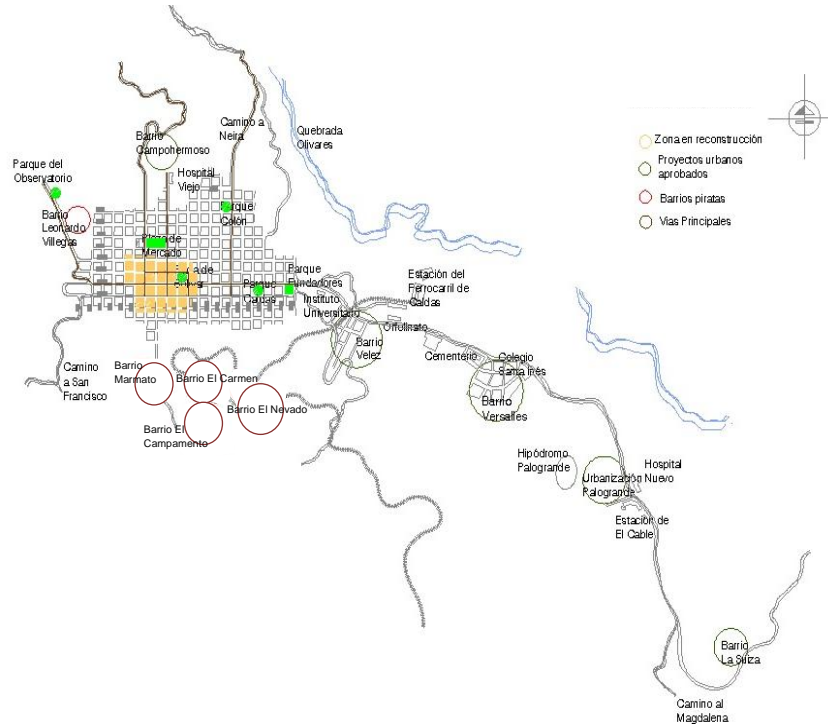 Camino a
Neira
Quebrada
Olivares
Barrio
Campohermoso
Zona en reconstrucción
Proyectos urbanos
aprobados
Barrios piratas
Vias Principales
Parque del
Observatorio
Hospital
Viejo
Barrio
Leonardo
Villegas
Parque
Colón
Plaza de
Mercado
Parque
Fundadores
Parque
Caldas
Instituto
Universitario
Estación del
Ferrocarril de
Caldas
Orfolinato
Barrio
Velez
Cementerio
Colegio
Santa Inés
Barrio
Versalles
Camino
a San
Francisco
Barrio
Marmato
Barrio El Carmen
Barrio El Nevado
Barrio El
Campamento
Hipódromo
Palogrande
Urbanización
Palogrande
Hospital
Nuevo
Estación de
El Cable
Barrio
La Suiza
Camino al
Magdalena